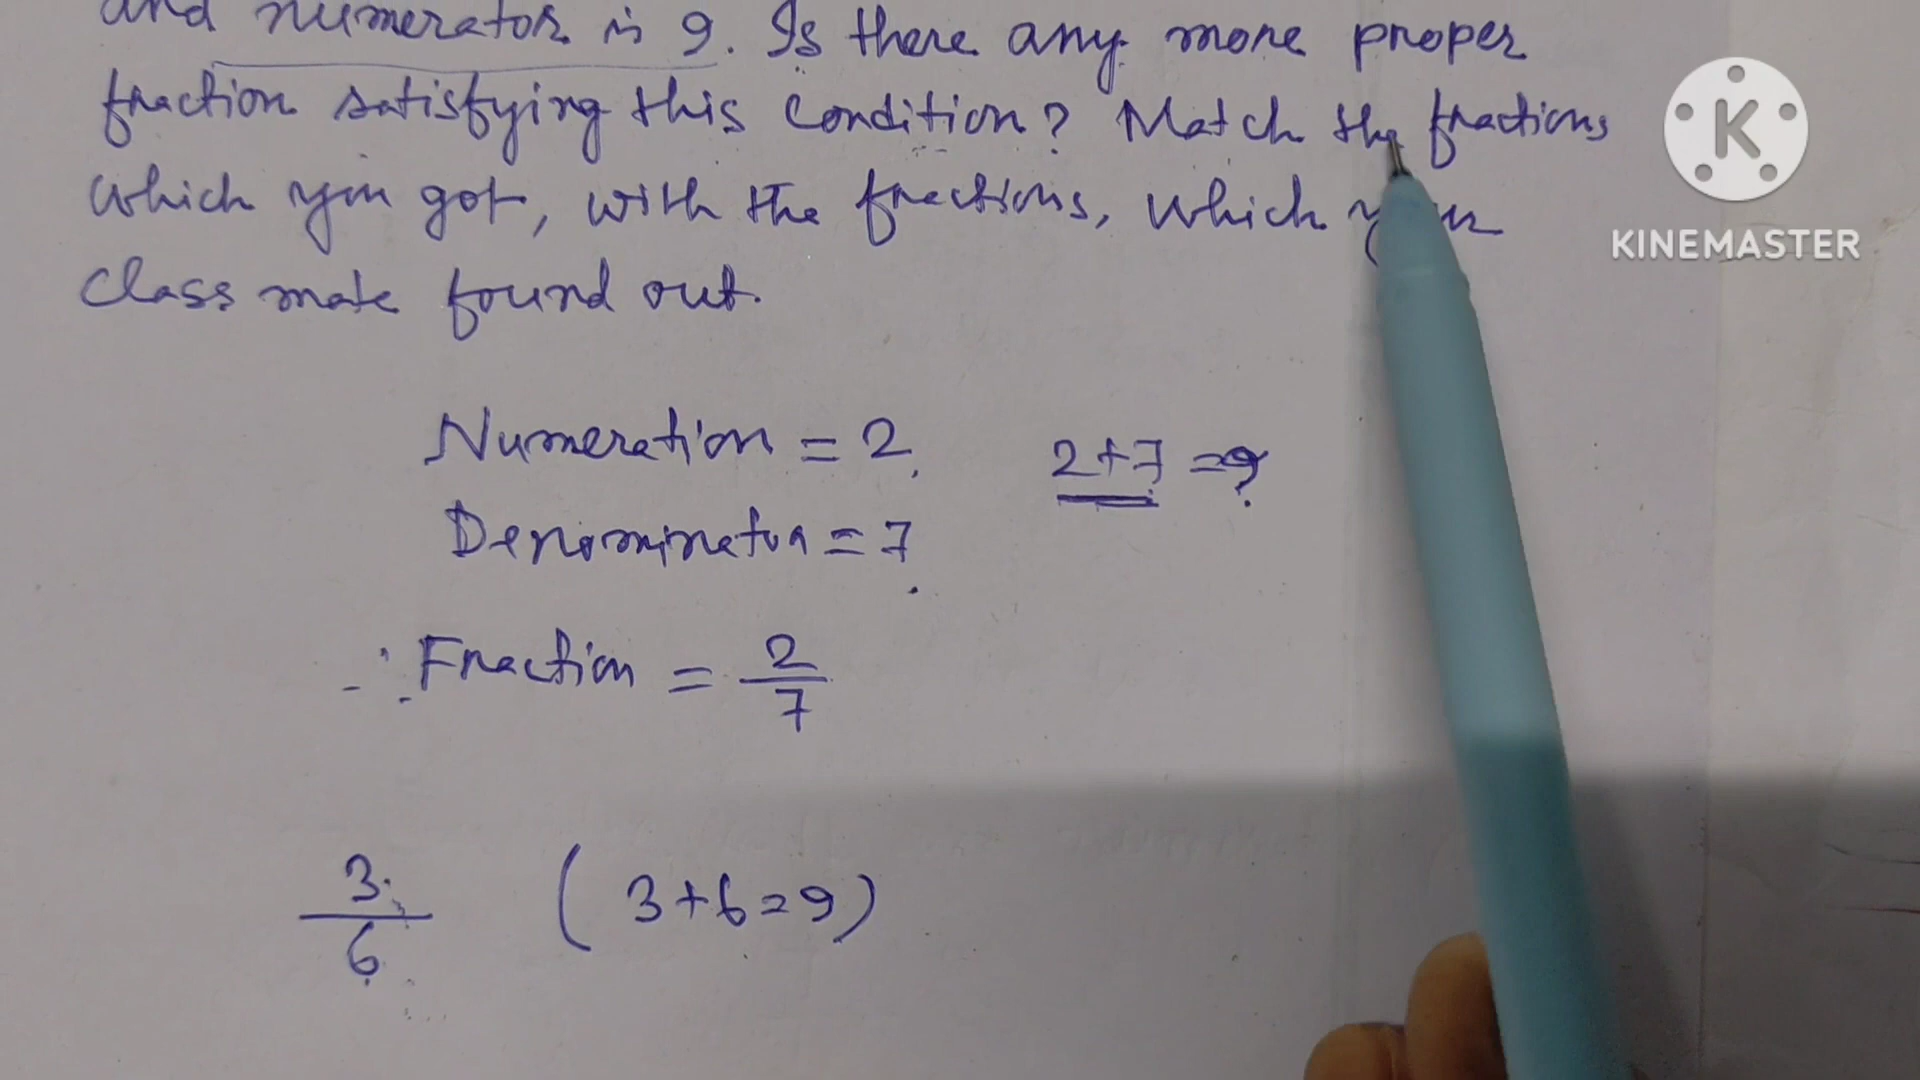 and numerator is 9. Is there any more proper
fraction satisfying this condition? Match the fractions
which you got, with the fractions, which your
class mate found out.
K
KINEMASTER
Numeration = 2, 2+7 = 9
Denominator = 7.
∴ Fraction = 2/7
3/6 (3+6=9)